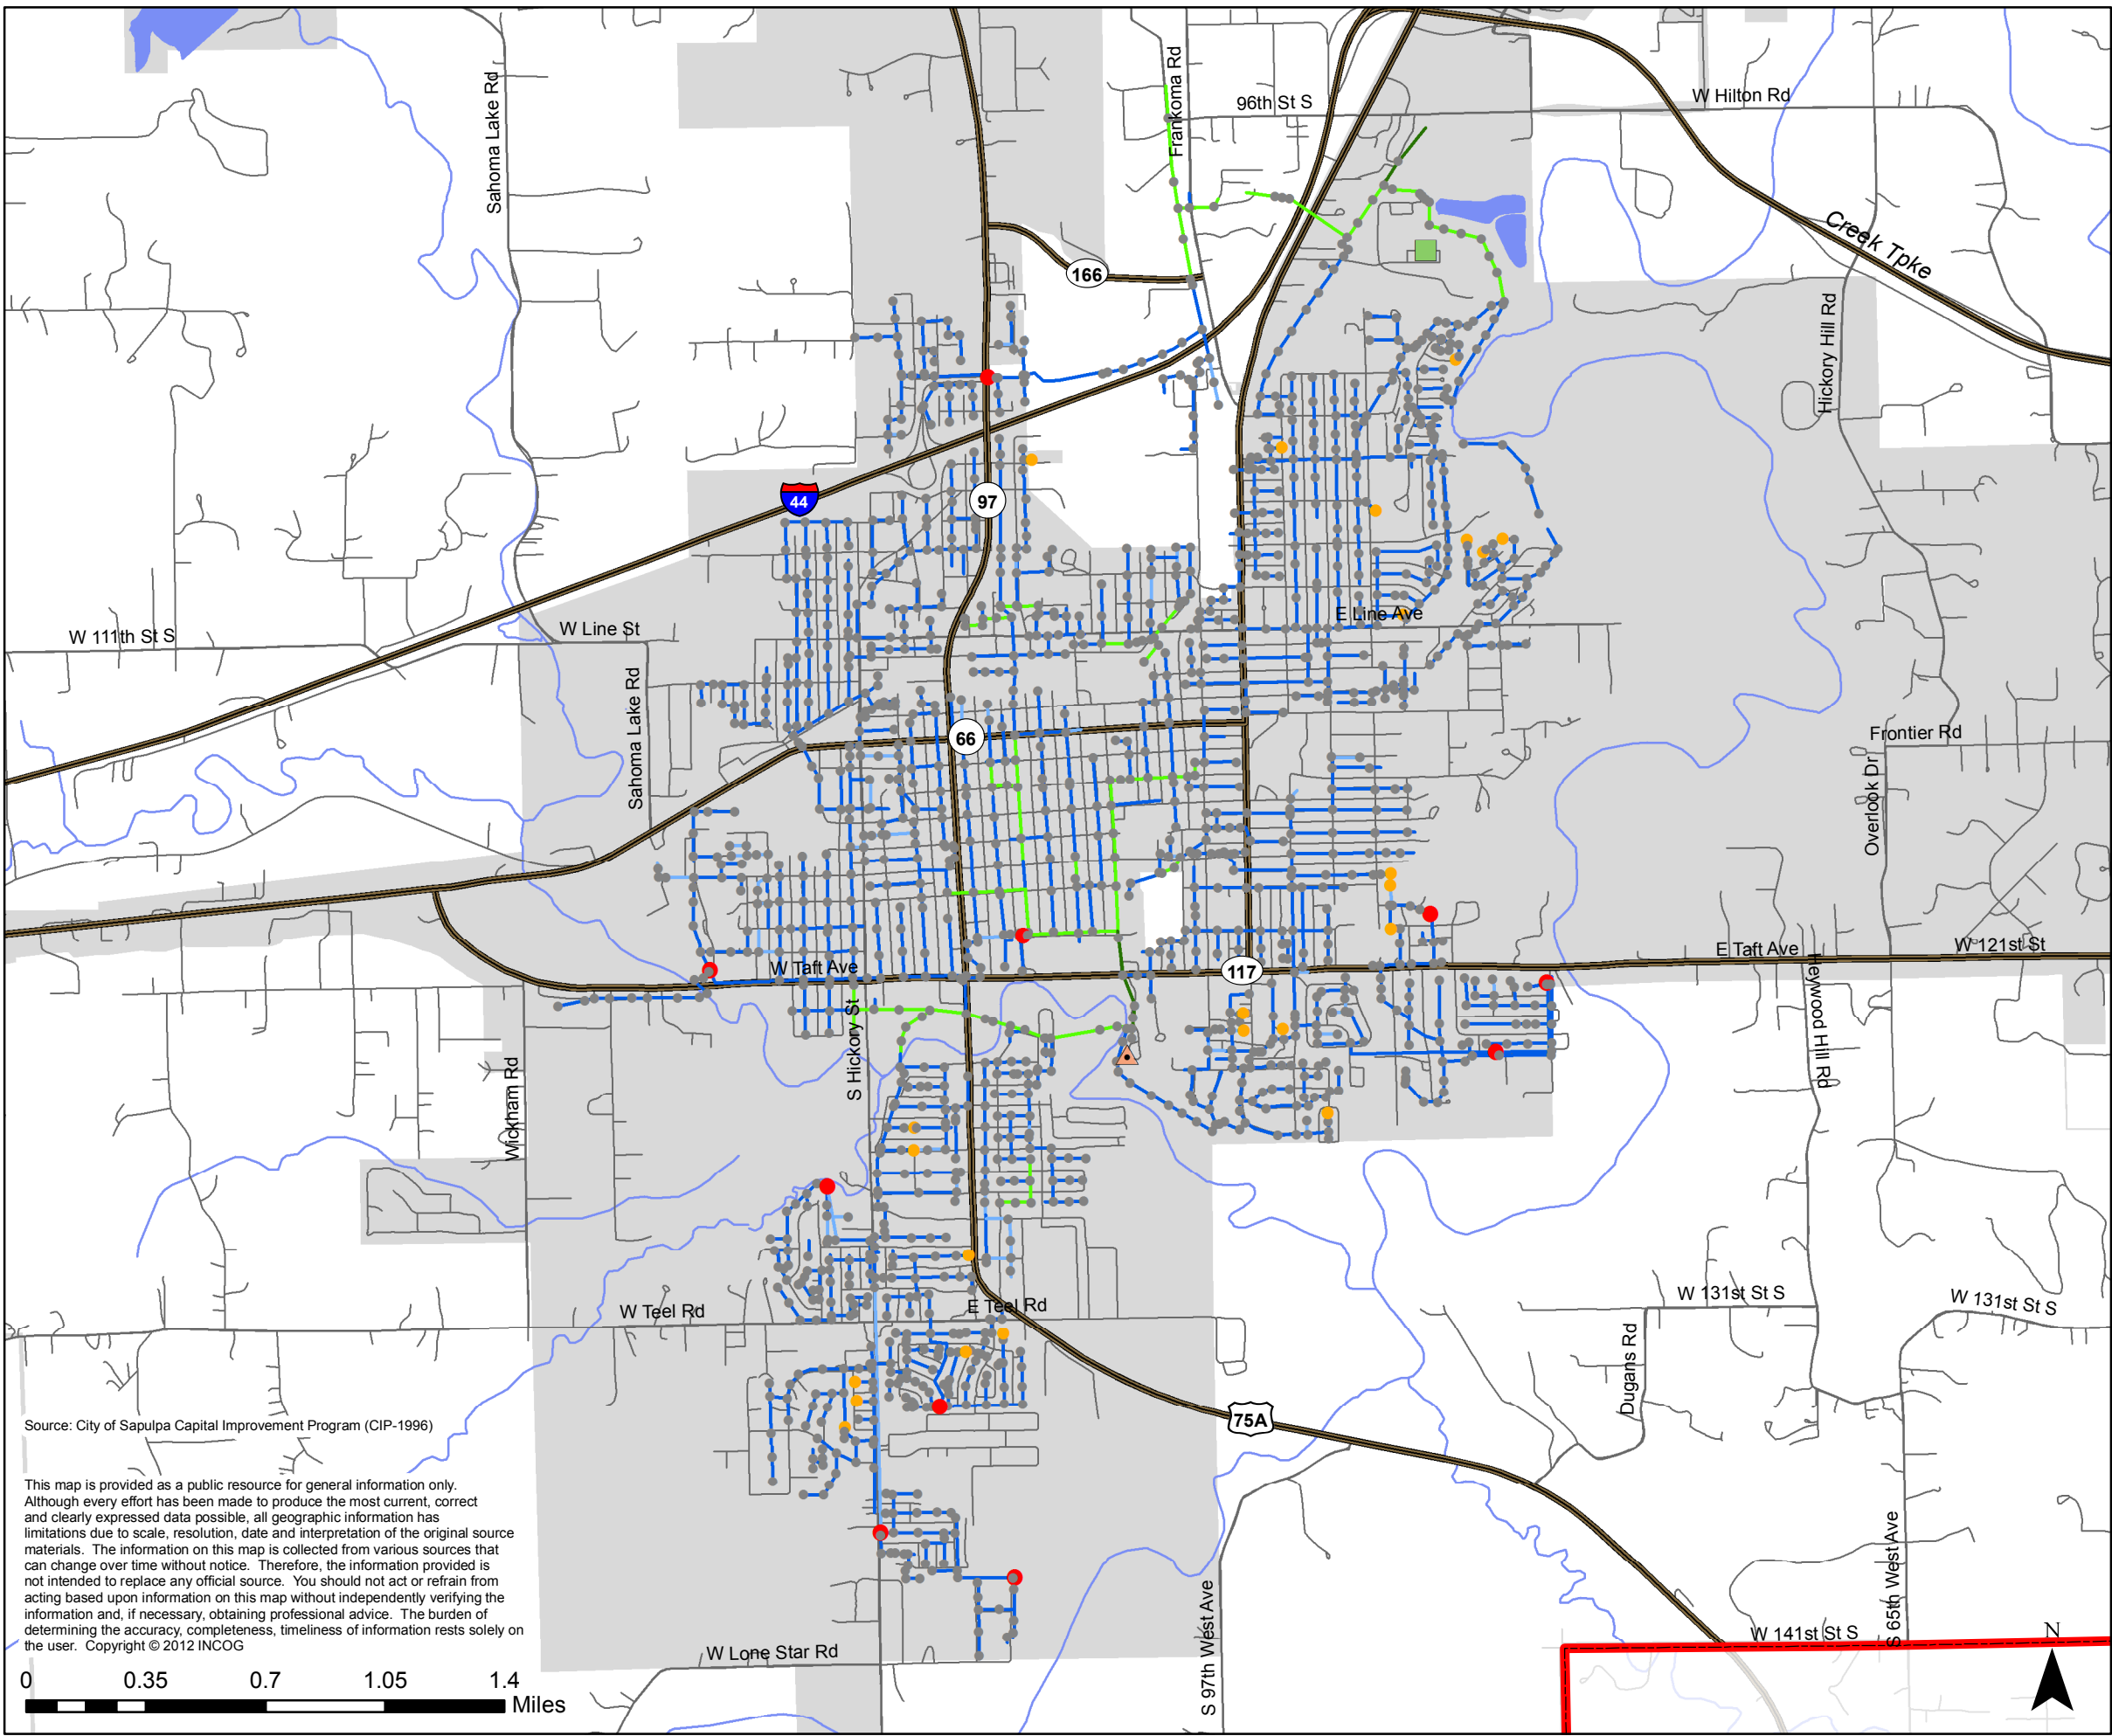 Sahoma Lake Rd
Frankoma Rd
96th St S
W Hilton Rd
Creek Tpke
166
Hickory Hill Rd
44
97
W 111th St S
W Line St
E Line Ave
Sahoma Lake Rd
66
Frontier Rd
Overlook Dr
W Taft Ave
117
E Taft Ave
W 121st St
S Hickory St
Heywood Hill Rd
Wickham Rd
W Teel Rd
E Teel Rd
W 131st St S
W 131st St S
Dugans Rd
75A
Source: City of Sapulpa Capital Improvement Program (CIP-1996)
This map is provided as a public resource for general information only.
Although every effort has been made to produce the most current, correct
and clearly expressed data possible, all geographic information has
limitations due to scale, resolution, date and interpretation of the original source
materials. The information on this map is collected from various sources that
can change over time without notice. Therefore, the information provided is
not intended to replace any official source. You should not act or refrain from
acting based upon information on this map without independently verifying the
information and, if necessary, obtaining professional advice. The burden of
determining the accuracy, completeness, timeliness of information rests solely on
the user. Copyright © 2012 INCOG
S 97th West Ave
S 65th West Ave
W 141st St S
N
W Lone Star Rd
0 0.35 0.7 1.05 1.4
Miles